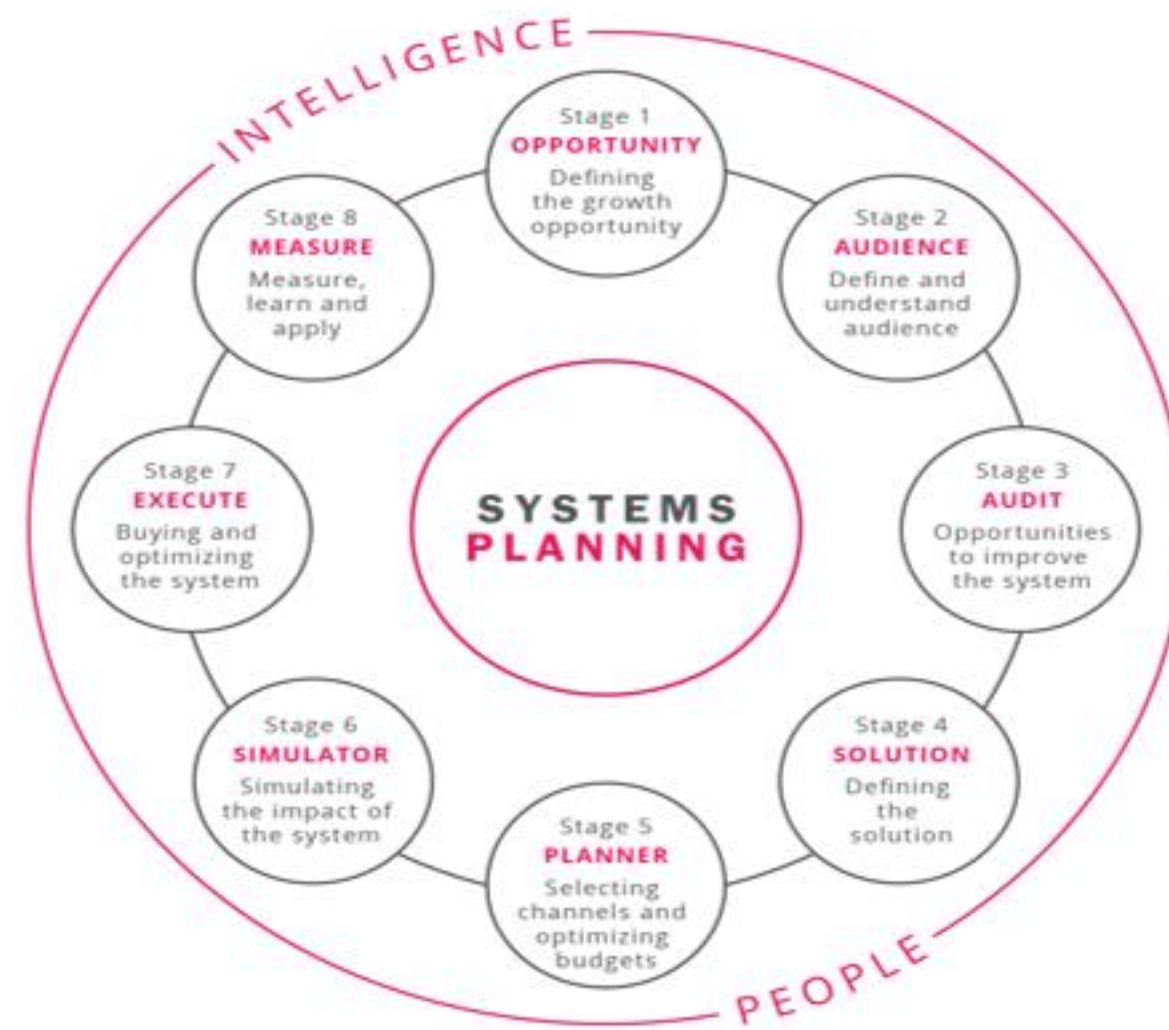 INTELLIGENCE
Stage 1
OPPORTUNITY
Defining
the growth
opportunity
Stage 2
AUDIENCE
Define and
understand
audience
Stage 3
AUDIT
Opportunities
to improve
the system
Stage 4
SOLUTION
Defining
the
solution
Stage 5
PLANNER
Selecting
channels and
optimizing
budgets
Stage 6
SIMULATOR
Simulating
the impact of
the system
Stage 7
EXECUTE
Buying and
optimizing
the system
Stage 8
MEASURE
Measure,
learn and
apply
SYSTEMS
PLANNING
PEOPLE